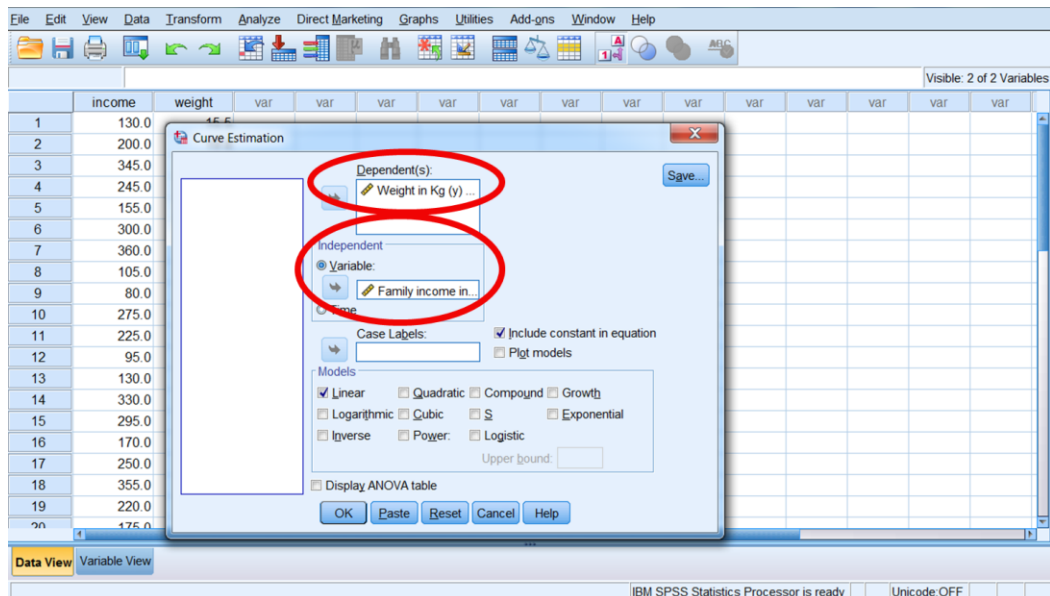 File Edit View Data Transform Analyze Direct Marketing Graphs Utilities Add-ons Window Help
Visible: 2 of 2 Variables
income weight var var var var var var var var var var var var var
1 130.0 15.5
2 200.0
3 345.0
4 245.0
5 155.0
6 300.0
7 360.0
8 105.0
9 80.0
10 275.0
11 225.0
12 95.0
13 130.0
14 330.0
15 295.0
16 170.0
17 250.0
18 355.0
19 220.0
20 175.0
Curve Estimation
Dependent(s):
Save...
Weight in Kg (y) ...
Independent
Variable:
Family income in...
Time
Case Labels:
Include constant in equation
Plot models
Models
Linear Quadratic Compound Growth
Logarithmic Cubic S Exponential
Inverse Power: Logistic
Upper bound:
Display ANOVA table
OK Paste Reset Cancel Help
Data View Variable View
IBM SPSS Statistics Processor is ready Unicode:OFF